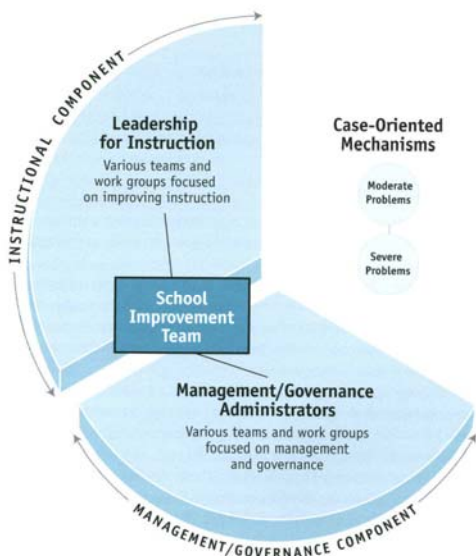 INSTRUCTIONAL COMPONENT
Leadership
for Instruction
Various teams and
work groups focused
on improving instruction
Case-Oriented
Mechanisms
Moderate
Problems
Severe
Problems
School
Improvement
Team
Management/Governance
Administrators
Various teams and work groups
focused on management
and governance
MANAGEMENT/GOVERNANCE COMPONENT